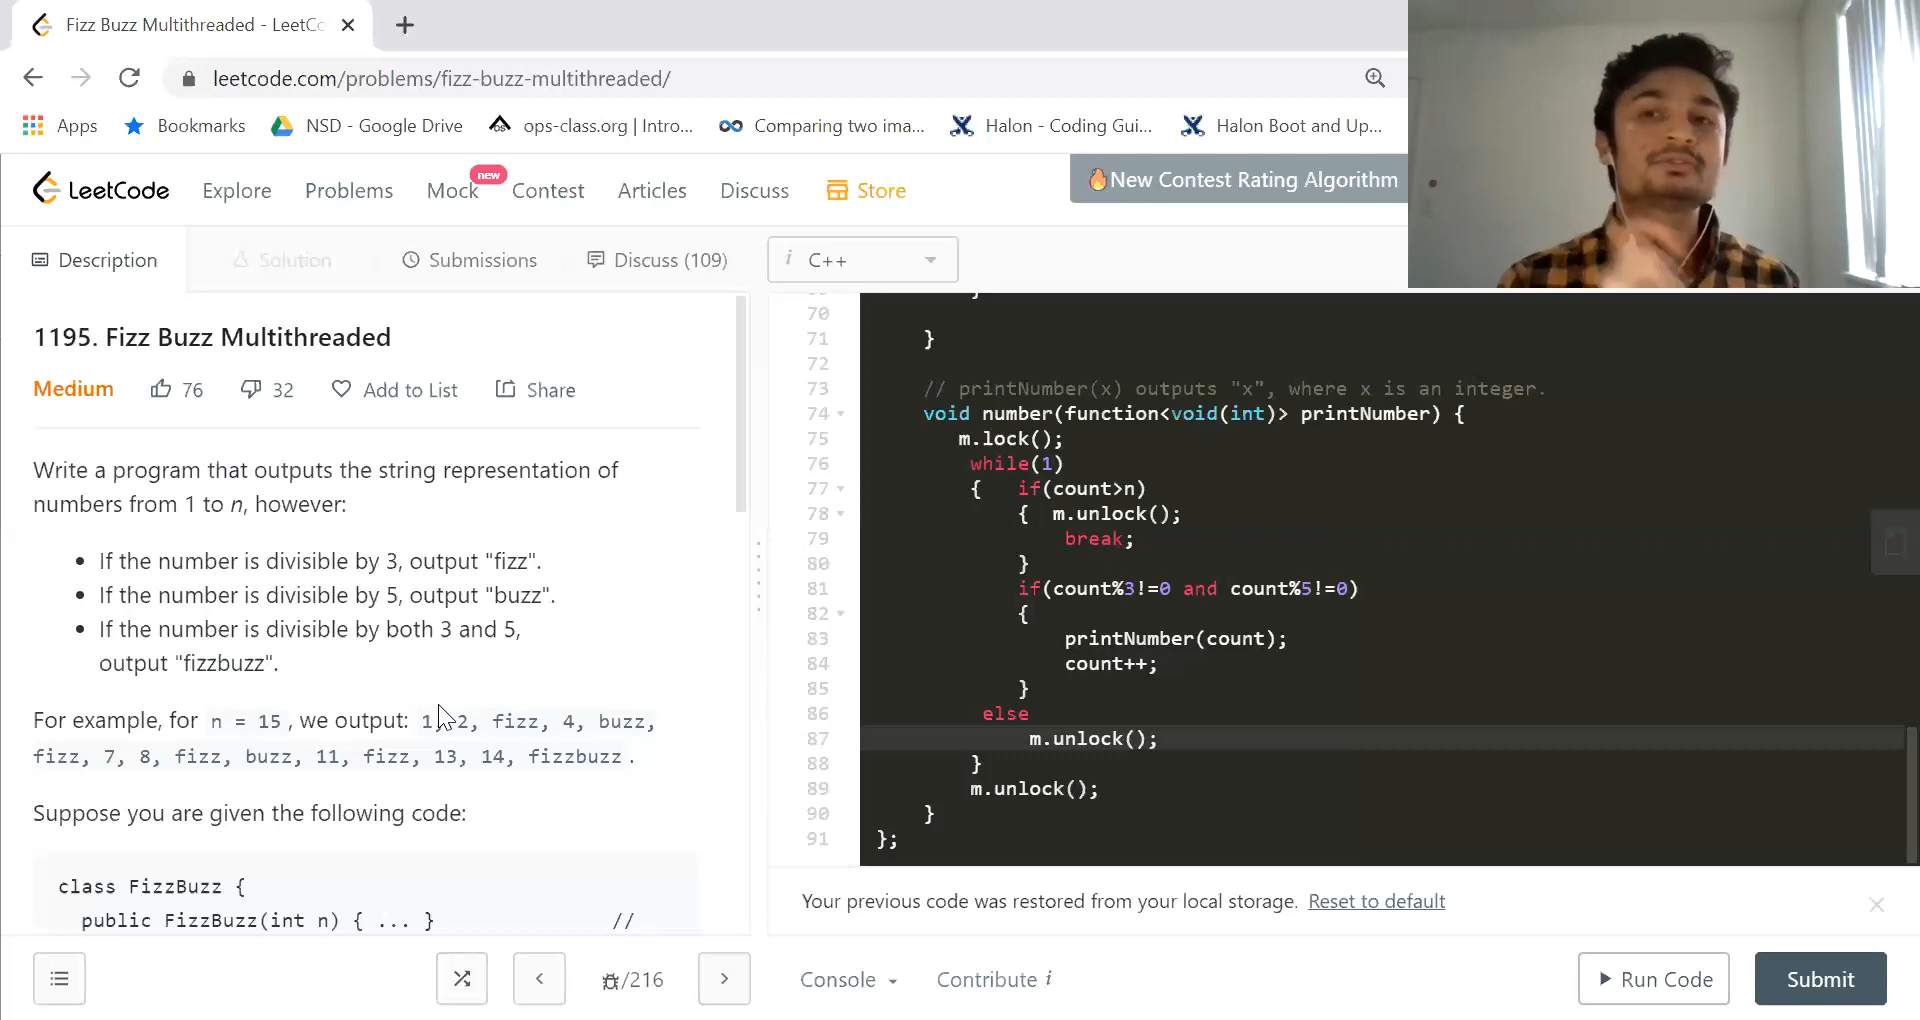 Fizz Buzz Multithreaded - LeetCo
leetcode.com/problems/fizz-buzz-multithreaded/
Apps Bookmarks NSD - Google Drive ops-class.org | Intro... Comparing two ima... Halon - Coding Gui... Halon Boot and Up...
LeetCode Explore Problems Mock new Contest Articles Discuss Store
New Contest Rating Algorithm
Description Solution Submissions Discuss (109)
i C++
1195. Fizz Buzz Multithreaded
Medium 76 32 Add to List Share
Write a program that outputs the string representation of
numbers from 1 to n, however:
• If the number is divisible by 3, output "fizz".
• If the number is divisible by 5, output "buzz".
• If the number is divisible by both 3 and 5,
output "fizzbuzz".
For example, for n = 15, we output: 1, 2, fizz, 4, buzz,
fizz, 7, 8, fizz, buzz, 11, fizz, 13, 14, fizzbuzz.
Suppose you are given the following code:
class FizzBuzz {
public FizzBuzz(int n) { ... } //
70
71 }
72
73 // printNumber(x) outputs "x", where x is an integer.
74 void number(function<void(int)> printNumber) {
75 m.lock();
76 while(1)
77 { if(count>n)
78 { m.unlock();
79 break;
80 }
81 if(count%3!=0 and count%5!=0)
82 {
83 printNumber(count);
84 count++;
85 }
86 else
87 m.unlock();
88 }
89 m.unlock();
90 }
91 };
Your previous code was restored from your local storage. Reset to default
/216
Console Contribute i
Run Code Submit